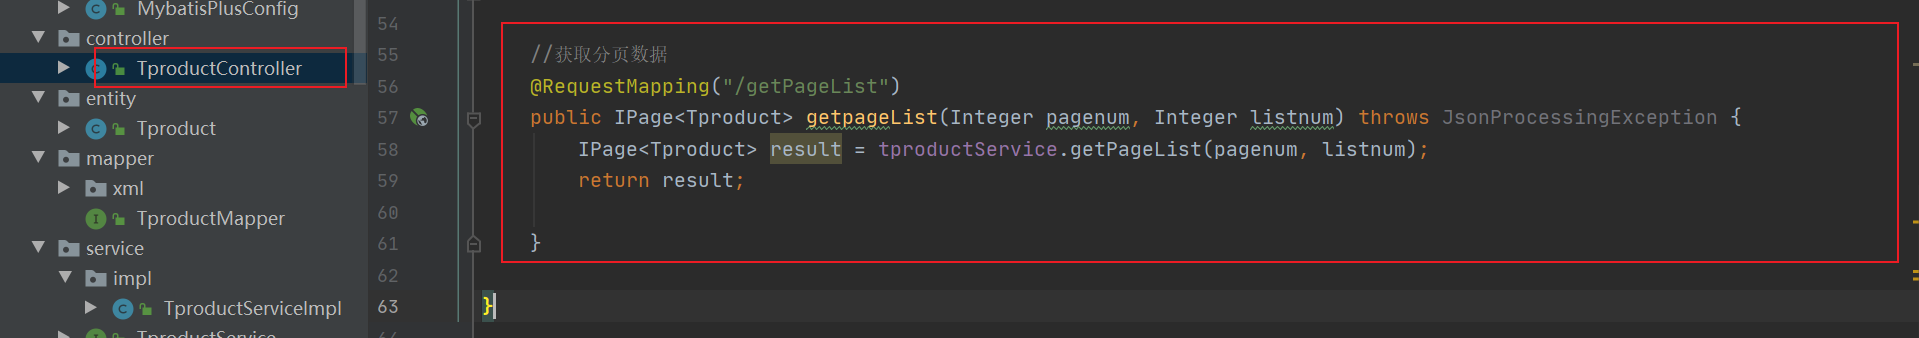 MybatisPlusConfig
controller
TproductController
entity
Tproduct
mapper
xml
TproductMapper
service
impl
TproductServiceImpl
TproductService
54
55 //获取分页数据
56 @RequestMapping("/getPageList")
57 public IPage<Tproduct> getpageList(Integer pagenum, Integer listnum) throws JsonProcessingException {
58 IPage<Tproduct> result = tproductService.getPageList(pagenum, listnum);
59 return result;
60
61 }
62
63 }
64